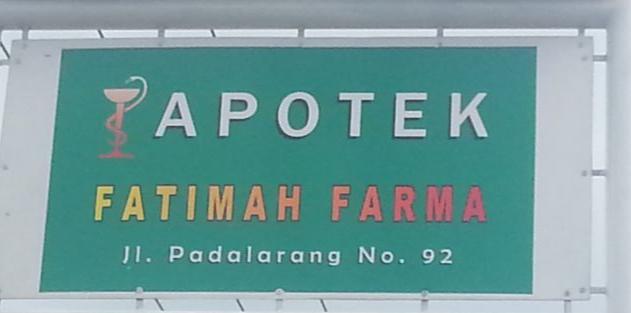 APOTEK
FATIMAH FARMA
Jl. Padalarang No. 92